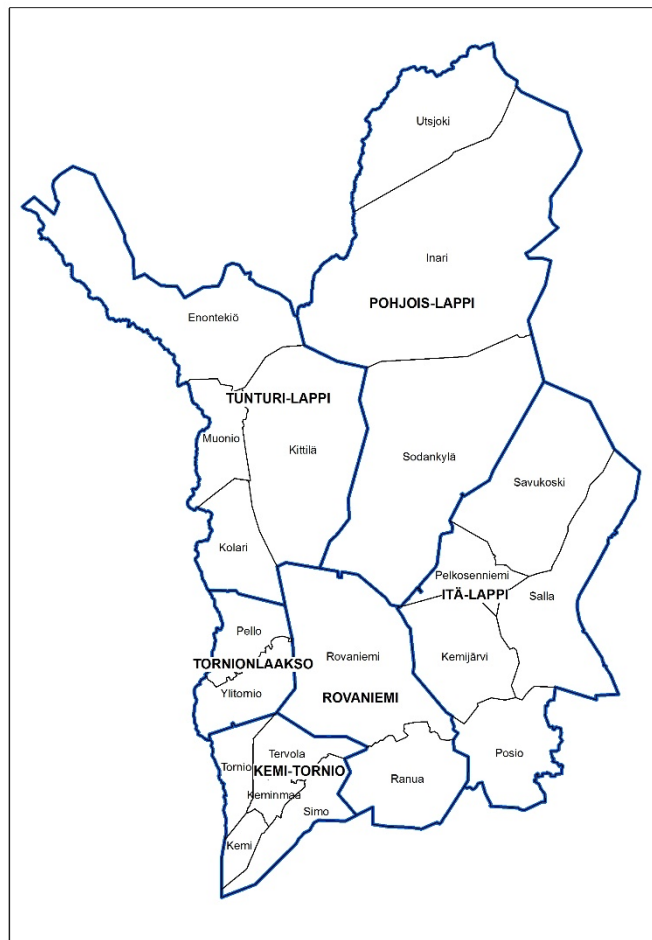 Utsjoki
Inari
POHJOIS-LAPPI
Enontekiö
TUNTURI-LAPPI
Muonio
Kittilä
Sodankylä
Savukoski
Kolari
Pelkosenniemi
ITÄ-LAPPI
Salla
Pello
TORNIONLAAKSO
Ylitornio
Rovaniemi
ROVANIEMI
Kemijärvi
Tornio
Tervola
KEMI-TORNIO
Keminmaa
Simo
Kemi
Ranua
Posio